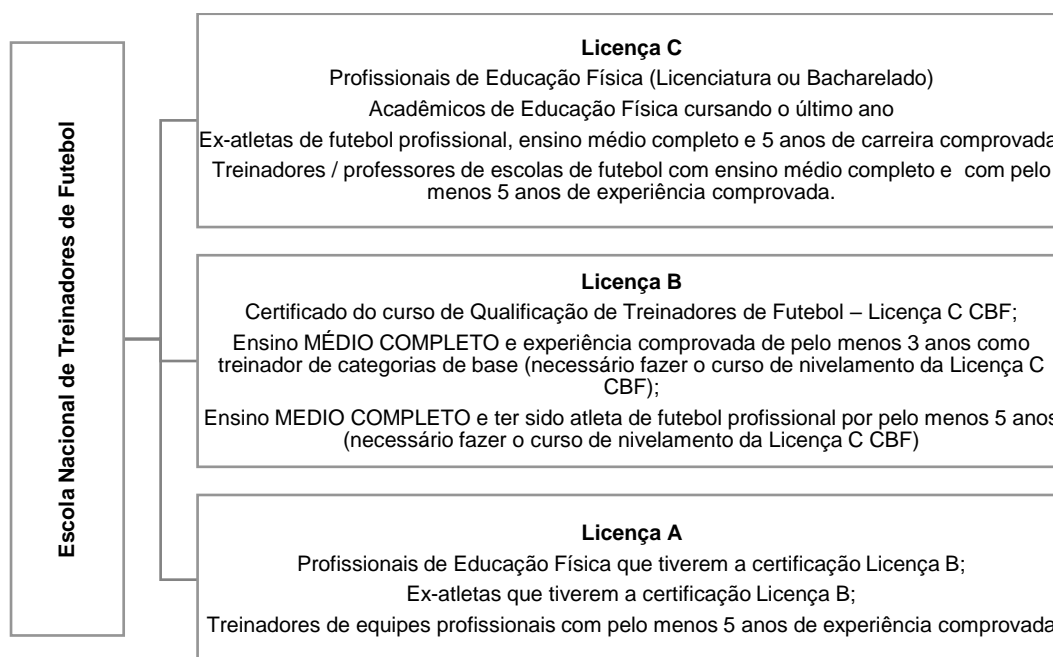 Escola Nacional de Treinadores de Futebol
Licença C
Profissionais de Educação Física (Licenciatura ou Bacharelado)
Acadêmicos de Educação Física cursando o último ano
Ex-atletas de futebol profissional, ensino médio completo e 5 anos de carreira comprovada
Treinadores / professores de escolas de futebol com ensino médio completo e com pelo
menos 5 anos de experiência comprovada.
Licença B
Certificado do curso de Qualificação de Treinadores de Futebol – Licença C CBF;
Ensino MÉDIO COMPLETO e experiência comprovada de pelo menos 3 anos como
treinador de categorias de base (necessário fazer o curso de nivelamento da Licença C
CBF);
Ensino MEDIO COMPLETO e ter sido atleta de futebol profissional por pelo menos 5 anos
(necessário fazer o curso de nivelamento da Licença C CBF)
Licença A
Profissionais de Educação Física que tiverem a certificação Licença B;
Ex-atletas que tiverem a certificação Licença B;
Treinadores de equipes profissionais com pelo menos 5 anos de experiência comprovada